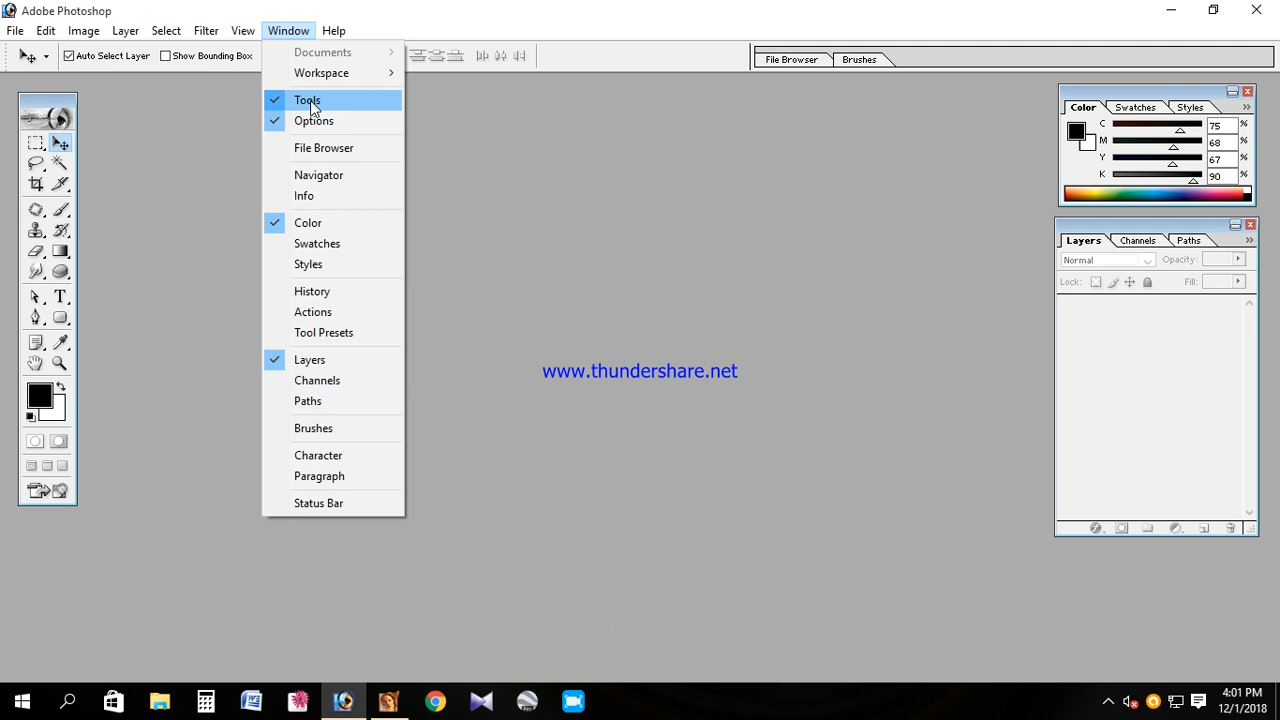 Adobe Photoshop
File Edit Image Layer Select Filter View Window Help
Auto Select Layer Show Bounding Box
File Browser Brushes
Documents
Workspace
Tools
Options
File Browser
Navigator
Info
Color
Swatches
Styles
History
Actions
Tool Presets
Layers
Channels
Paths
Brushes
Character
Paragraph
Status Bar
Color Swatches Styles
C 75 %
M 68 %
Y 67 %
K 90 %
Layers Channels Paths
Normal Opacity:
Lock: Fill:
www.thundershare.net
4:01 PM
12/1/2018